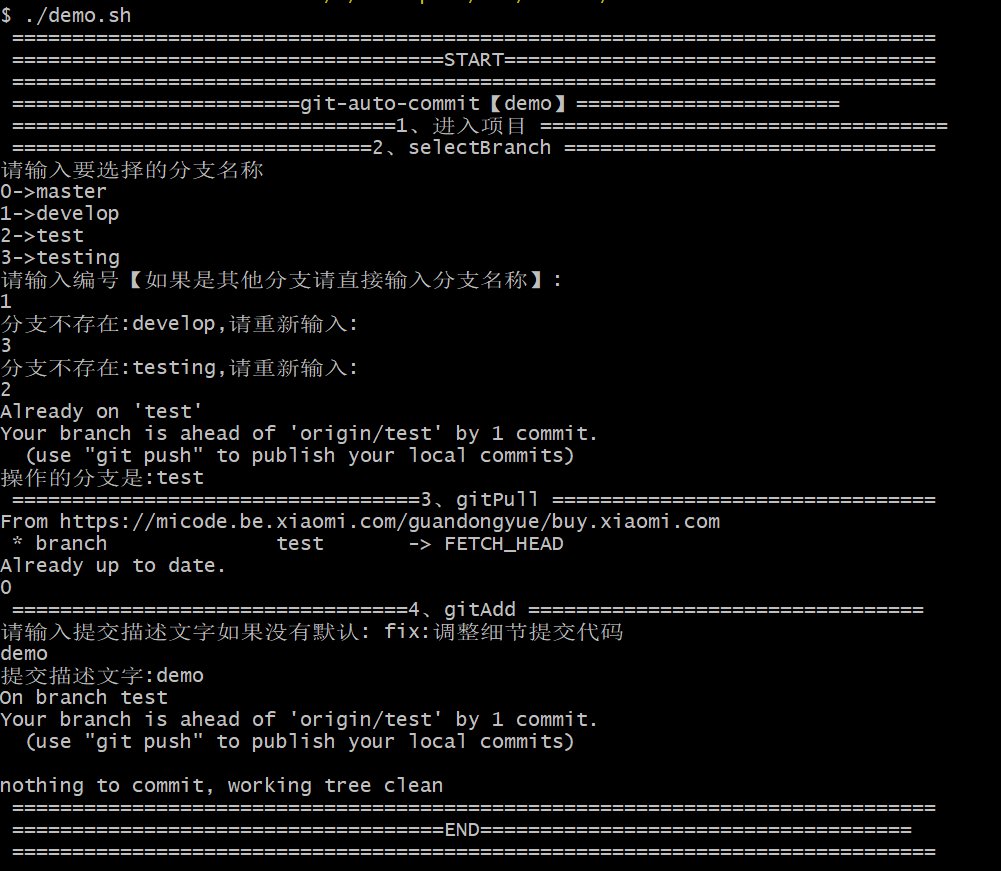 $ ./demo.sh
=============================================================================
====================================START====================================
=============================================================================
========================git-auto-commit【demo】======================
================================1、进入项目 ==================================
==============================2、selectBranch ===============================
请输入要选择的分支名称
0->master
1->develop
2->test
3->testing
请输入编号【如果是其他分支请直接输入分支名称】:
1
分支不存在:develop,请重新输入:
3
分支不存在:testing,请重新输入:
2
Already on 'test'
Your branch is ahead of 'origin/test' by 1 commit.
(use "git push" to publish your local commits)
操作的分支是:test
==================================3、gitPull ================================
From https://micode.be.xiaomi.com/guandongyue/buy.xiaomi.com
* branch test -> FETCH_HEAD
Already up to date.
0
=================================4、gitAdd =================================
请输入提交描述文字如果没有默认: fix:调整细节提交代码
demo
提交描述文字:demo
On branch test
Your branch is ahead of 'origin/test' by 1 commit.
(use "git push" to publish your local commits)
nothing to commit, working tree clean
=============================================================================
====================================END====================================
=============================================================================